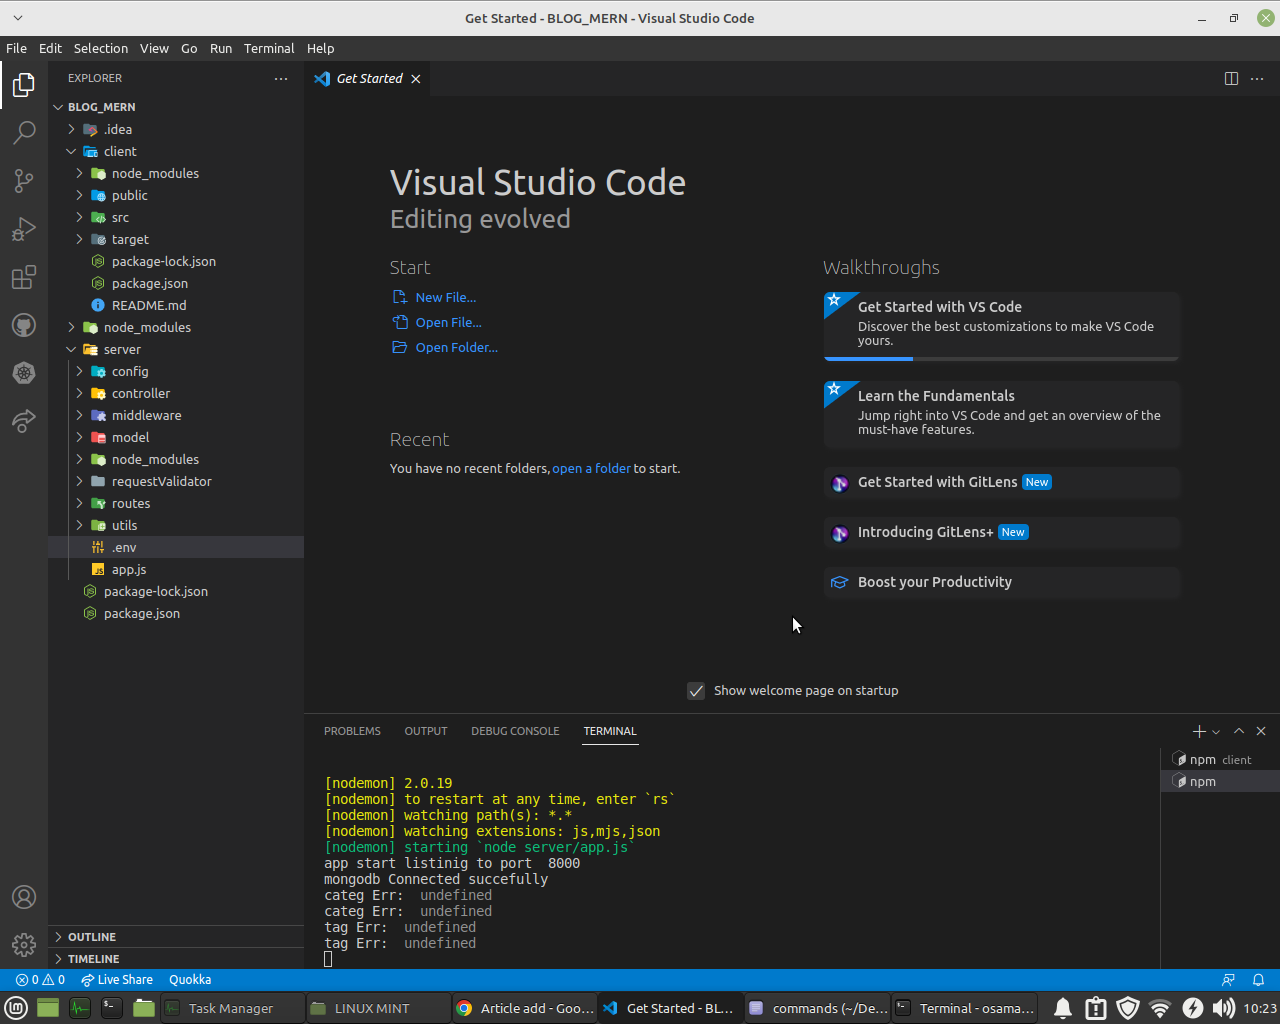 Get Started - BLOG_MERN - Visual Studio Code
File Edit Selection View Go Run Terminal Help
EXPLORER
Get Started
BLOG_MERN
.idea
client
node_modules
public
src
target
package-lock.json
package.json
README.md
node_modules
server
config
controller
middleware
model
node_modules
requestValidator
routes
utils
.env
app.js
package-lock.json
package.json
OUTLINE
TIMELINE
Visual Studio Code
Editing evolved
Start
New File...
Open File...
Open Folder...
Recent
You have no recent folders, open a folder to start.
Walkthroughs
Get Started with VS Code
Discover the best customizations to make VS Code
yours.
Learn the Fundamentals
Jump right into VS Code and get an overview of the
must-have features.
Get Started with GitLens New
Introducing GitLens+ New
Boost your Productivity
Show welcome page on startup
PROBLEMS OUTPUT DEBUG CONSOLE TERMINAL
[nodemon] 2.0.19
[nodemon] to restart at any time, enter `rs`
[nodemon] watching path(s): *.*
[nodemon] watching extensions: js,mjs,json
[nodemon] starting `node server/app.js`
app start listinig to port  8000
mongodb Connected succefully
categ Err:  undefined
categ Err:  undefined
tag Err:  undefined
tag Err:  undefined
npm client
npm
0 0 Live Share Quokka
Task Manager LINUX MINT Article add - Goo... Get Started - BL... commands (~/De... Terminal - osama... 10:23